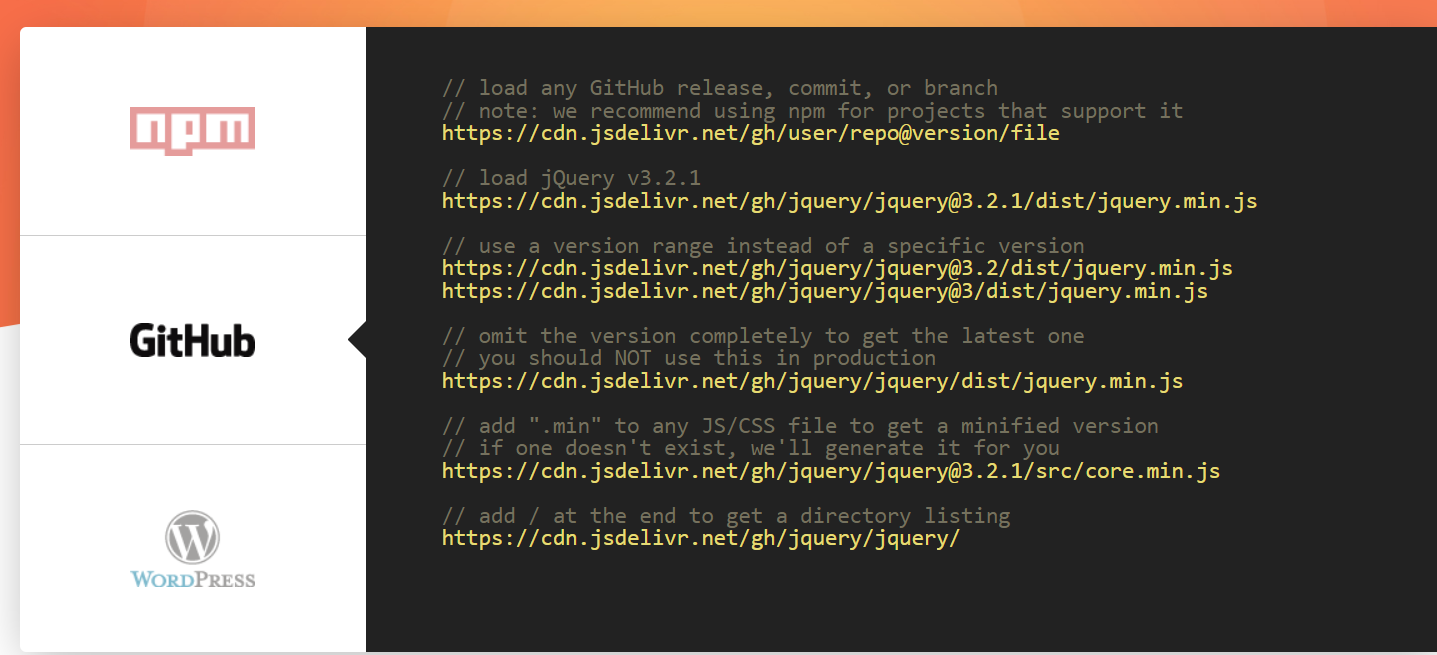 npm
GitHub
WORDPRESS
// load any GitHub release, commit, or branch
// note: we recommend using npm for projects that support it
https://cdn.jsdelivr.net/gh/user/repo@version/file
// load jQuery v3.2.1
https://cdn.jsdelivr.net/gh/jquery/jquery@3.2.1/dist/jquery.min.js
// use a version range instead of a specific version
https://cdn.jsdelivr.net/gh/jquery/jquery@3.2/dist/jquery.min.js
https://cdn.jsdelivr.net/gh/jquery/jquery@3/dist/jquery.min.js
// omit the version completely to get the latest one
// you should NOT use this in production
https://cdn.jsdelivr.net/gh/jquery/jquery/dist/jquery.min.js
// add ".min" to any JS/CSS file to get a minified version
// if one doesn't exist, we'll generate it for you
https://cdn.jsdelivr.net/gh/jquery/jquery@3.2.1/src/core.min.js
// add / at the end to get a directory listing
https://cdn.jsdelivr.net/gh/jquery/jquery/